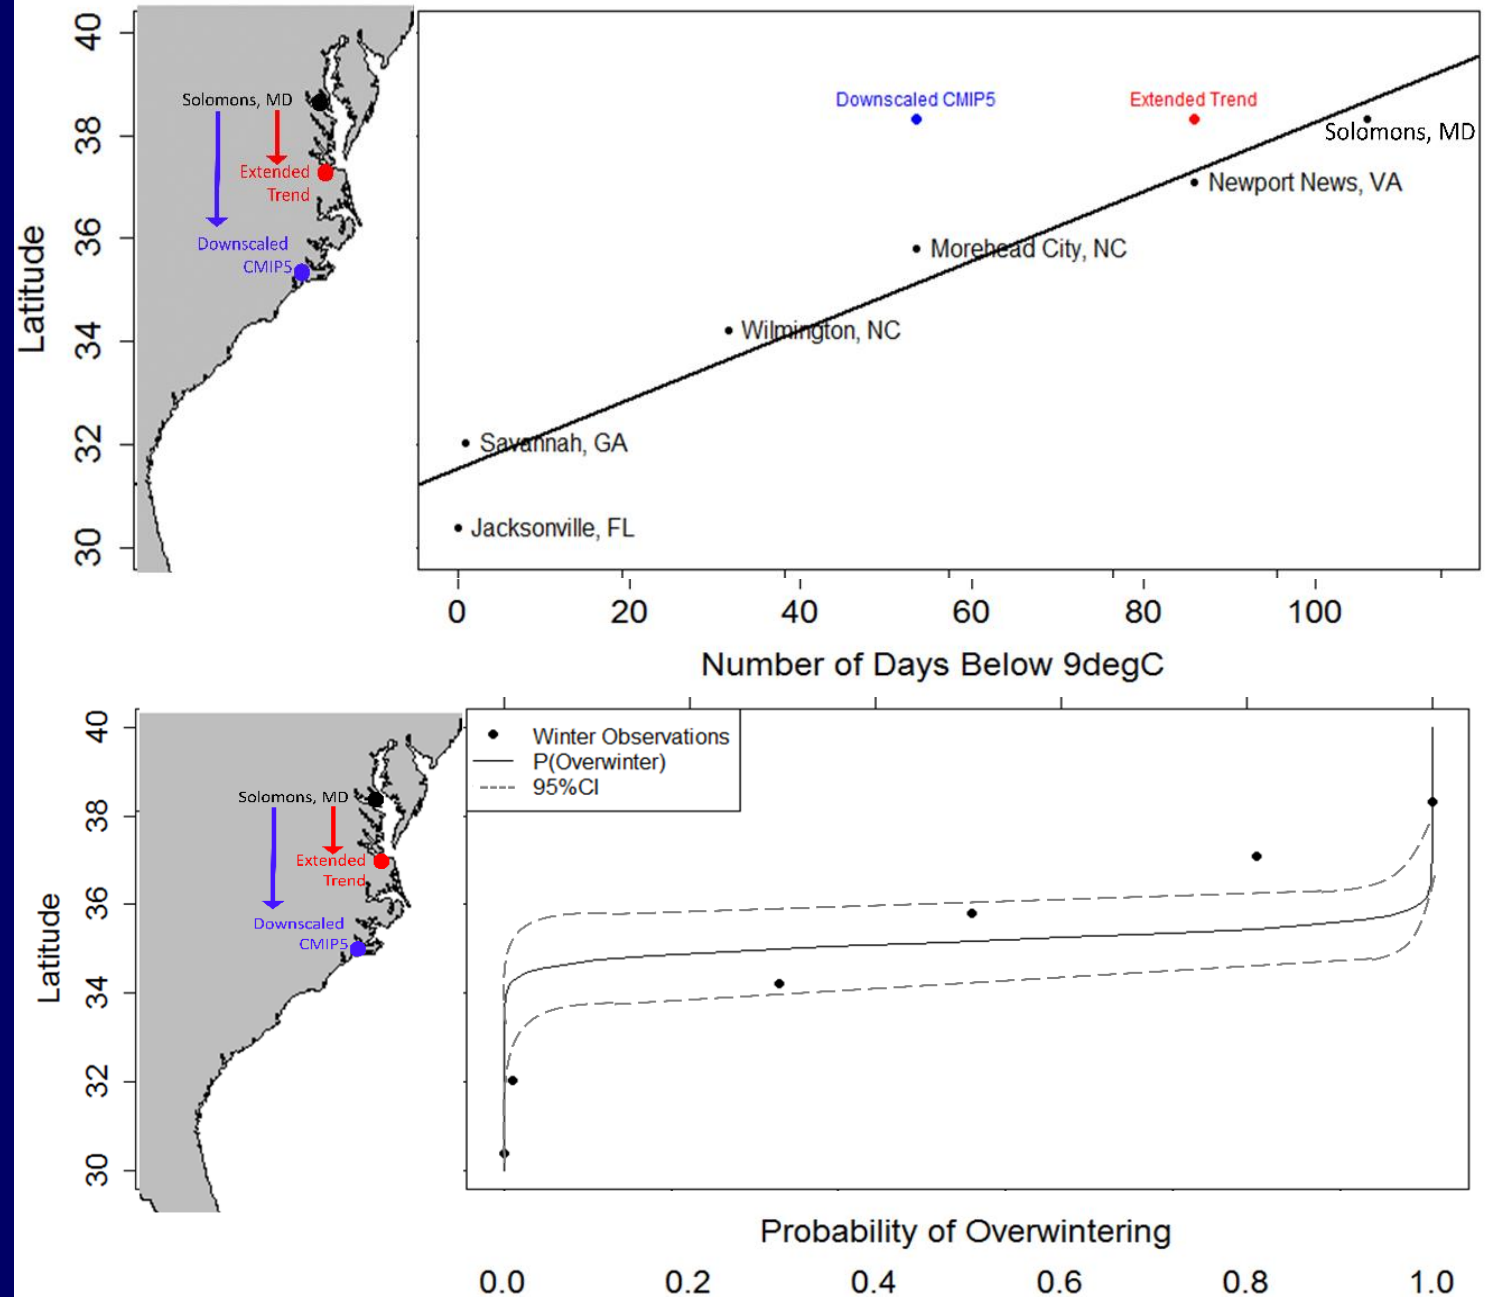 Latitude
40
38
36
34
32
30
Solomons, MD
Extended
Trend
Downscaled
CMIP5
Downscaled CMIP5
Extended Trend
Solomons, MD
Newport News, VA
Morehead City, NC
Wilmington, NC
Savannah, GA
Jacksonville, FL
0 20 40 60 80 100
Number of Days Below 9degC
Latitude
40
38
36
34
32
30
Solomons, MD
Extended
Trend
Downscaled
CMIP5
Winter Observations
P(Overwinter)
95%CI
Probability of Overwintering
0.0 0.2 0.4 0.6 0.8 1.0